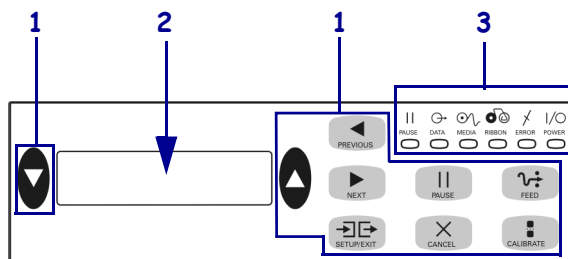 1 2 1 3
PAUSE DATA MEDIA RIBBON ERROR POWER
PREVIOUS
NEXT PAUSE FEED
SETUP/EXIT CANCEL CALIBRATE